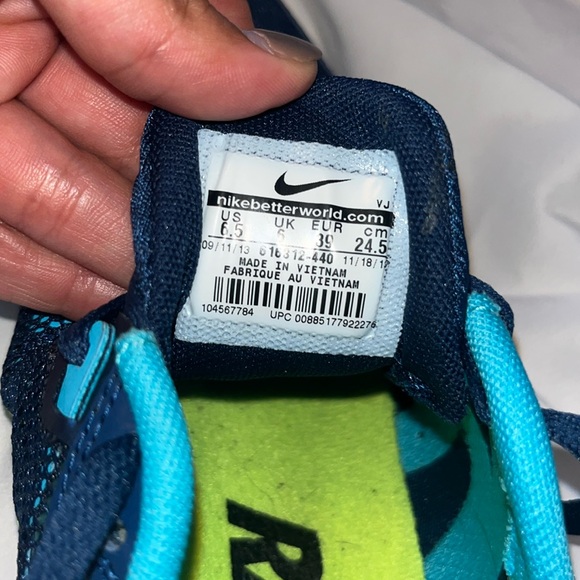 nikebetterworld.com
VJ
US UK EUR cm
6.5 6 39 24.5
09/11/13 616312-440 11/18/1
MADE IN VIETNAM
FABRIQUE AU VIETNAM
104567784 UPC 00885177922276
R